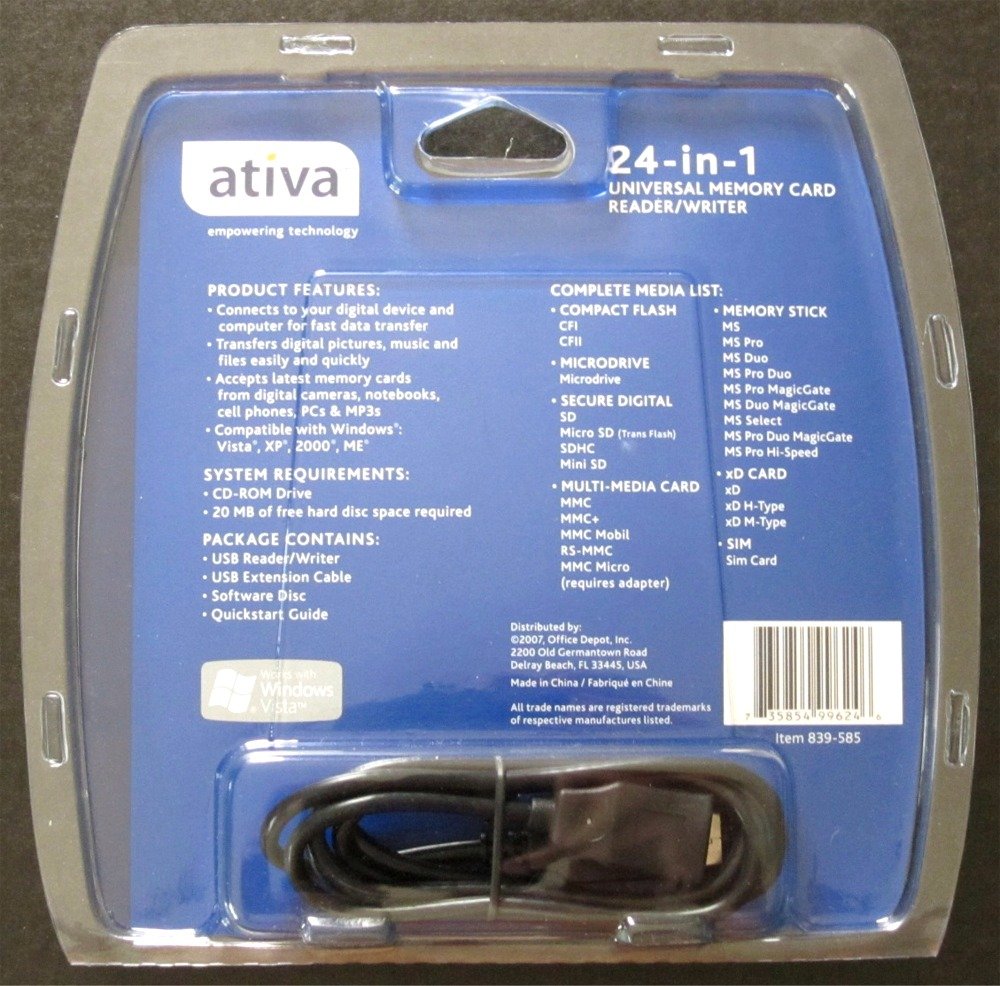 ativa
empowering technology
24-in-1
UNIVERSAL MEMORY CARD
READER/WRITER
PRODUCT FEATURES:
• Connects to your digital device and
computer for fast data transfer
• Transfers digital pictures, music and
files easily and quickly
• Accepts latest memory cards
from digital cameras, notebooks,
cell phones, PCs & MP3s
• Compatible with Windows®:
Vista®, XP®, 2000®, ME®
SYSTEM REQUIREMENTS:
• CD-ROM Drive
• 20 MB of free hard disc space required
PACKAGE CONTAINS:
• USB Reader/Writer
• USB Extension Cable
• Software Disc
• Quickstart Guide
Works with
Windows
Vista™
COMPLETE MEDIA LIST:
• COMPACT FLASH
CFI
CFII
• MICRODRIVE
Microdrive
• SECURE DIGITAL
SD
Micro SD (Trans Flash)
SDHC
Mini SD
• MULTI-MEDIA CARD
MMC
MMC+
MMC Mobil
RS-MMC
MMC Micro
(requires adapter)
• MEMORY STICK
MS
MS Pro
MS Duo
MS Pro Duo
MS Pro MagicGate
MS Duo MagicGate
MS Select
MS Pro Duo MagicGate
MS Pro Hi-Speed
• xD CARD
xD
xD H-Type
xD M-Type
• SIM
Sim Card
Distributed by:
©2007, Office Depot, Inc.
2200 Old Germantown Road
Delray Beach, FL 33445, USA
Made in China / Fabriqué en Chine
All trade names are registered trademarks
of respective manufactures listed.
7 35854 99624 6
Item 839-585